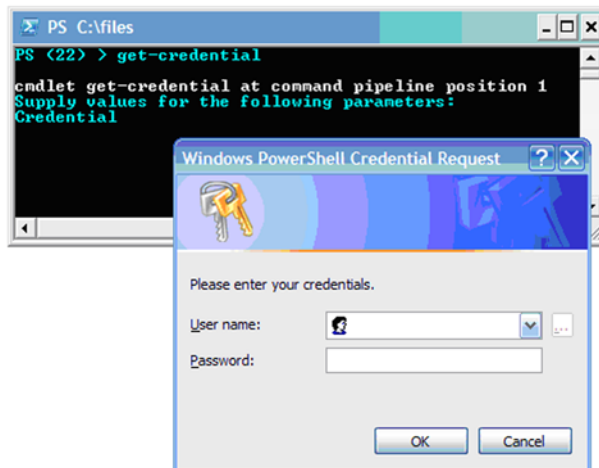 PS C:\files
PS (22) > get-credential
cmdlet get-credential at command pipeline position 1
Supply values for the following parameters:
Credential
Windows PowerShell Credential Request
Please enter your credentials.
User name:
Password:
OK Cancel